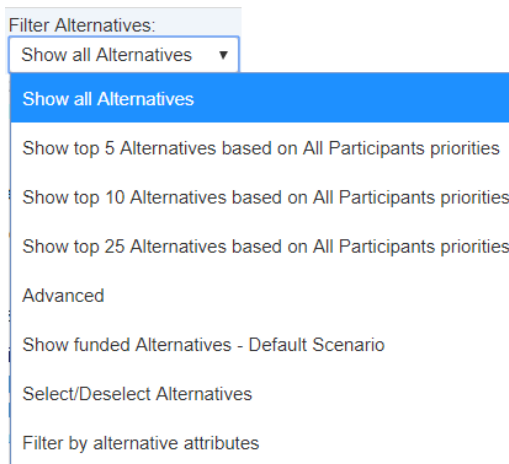 Filter Alternatives:
Show all Alternatives
Show all Alternatives
Show top 5 Alternatives based on All Participants priorities
Show top 10 Alternatives based on All Participants priorities
Show top 25 Alternatives based on All Participants priorities
Advanced
Show funded Alternatives - Default Scenario
Select/Deselect Alternatives
Filter by alternative attributes